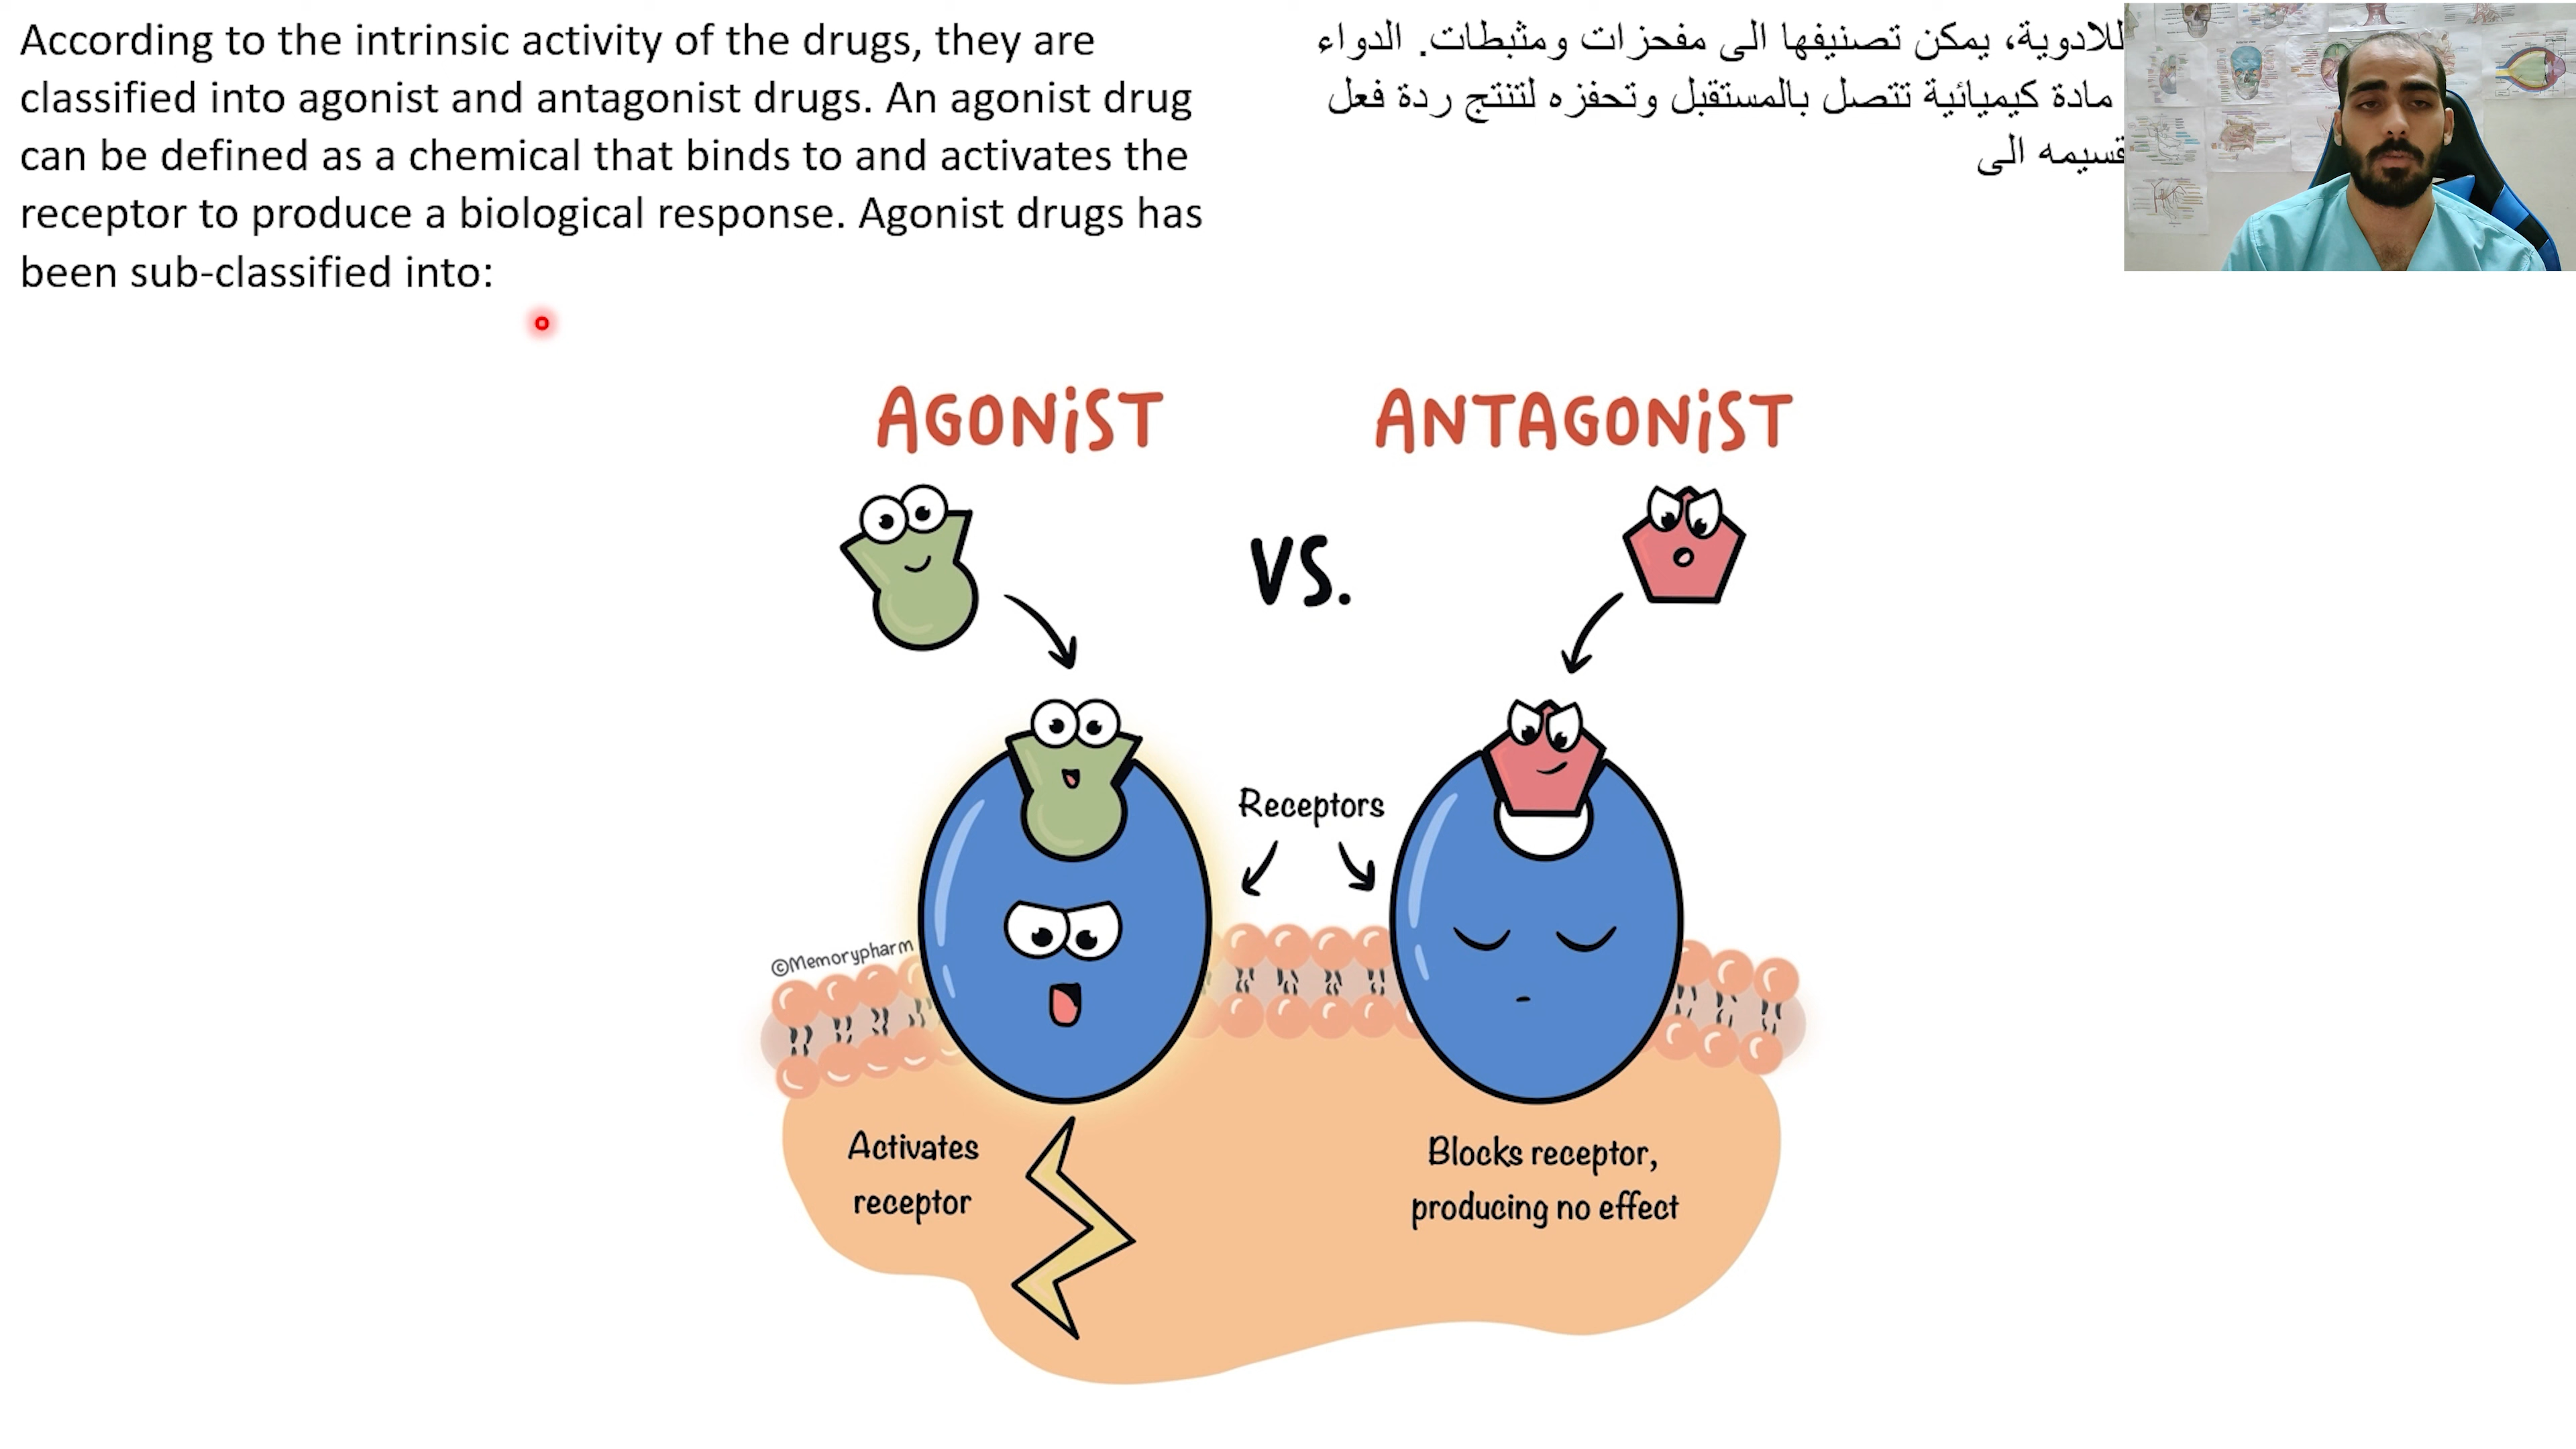 According to the intrinsic activity of the drugs, they are
classified into agonist and antagonist drugs. An agonist drug
can be defined as a chemical that binds to and activates the
receptor to produce a biological response. Agonist drugs has
been sub-classified into:
للادوية، يمكن تصنيفها الى مفحزات ومثبطات. الدواء
مادة كيميائية تتصل بالمستقبل وتحفزه لتنتج ردة فعل
قسيمه الى
AGONiST
ANTAGONiST
VS.
Receptors
©Memorypharm
Activates
receptor
Blocks receptor,
producing no effect